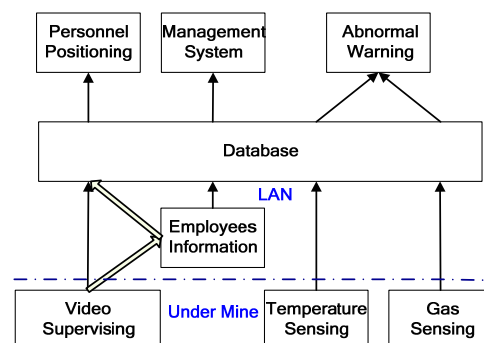 Personnel
Positioning
Management
System
Abnormal
Warning
Database
LAN
Employees
Information
Video
Supervising
Under Mine
Temperature
Sensing
Gas
Sensing